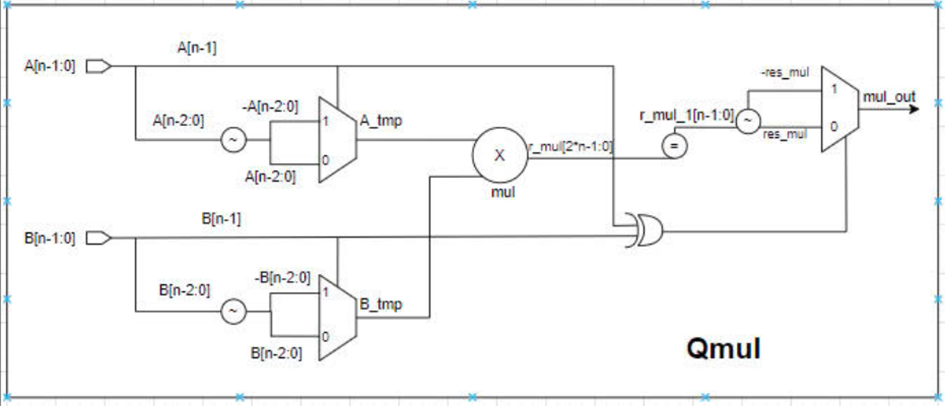 A[n-1]
A[n-1:0]
A[n-2:0]
~
-A[n-2:0]
1
0
A[n-2:0]
A_tmp
X
mul
r_mul[2*n-1:0]
=
r_mul_1[n-1:0]
~
-res_mul
res_mul
1
0
mul_out
B[n-1]
B[n-1:0]
B[n-2:0]
~
-B[n-2:0]
1
0
B[n-2:0]
B_tmp
Qmul